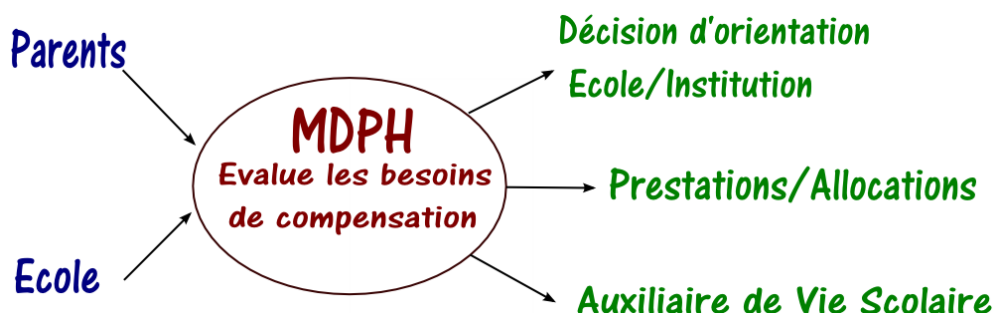 Parents
Ecole
MDPH
Evalue les besoins
de compensation
Décision d'orientation
Ecole/Institution
Prestations/Allocations
Auxiliaire de Vie Scolaire